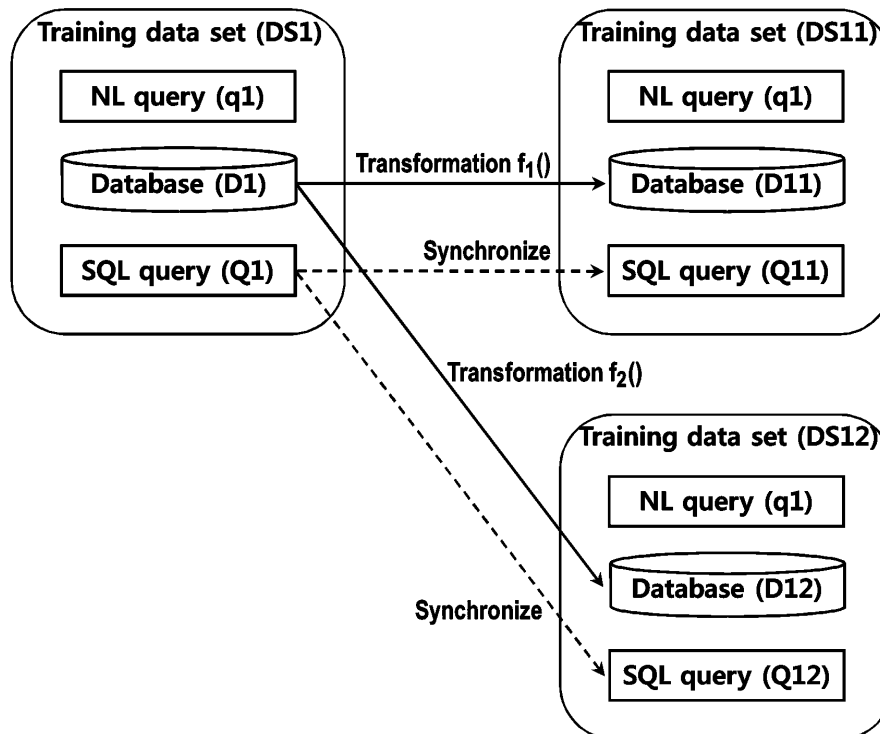 Training data set (DS1)
NL query (q1)
Database (D1)
SQL query (Q1)
Transformation f1()
Synchronize
Training data set (DS11)
NL query (q1)
Database (D11)
SQL query (Q11)
Transformation f2()
Synchronize
Training data set (DS12)
NL query (q1)
Database (D12)
SQL query (Q12)